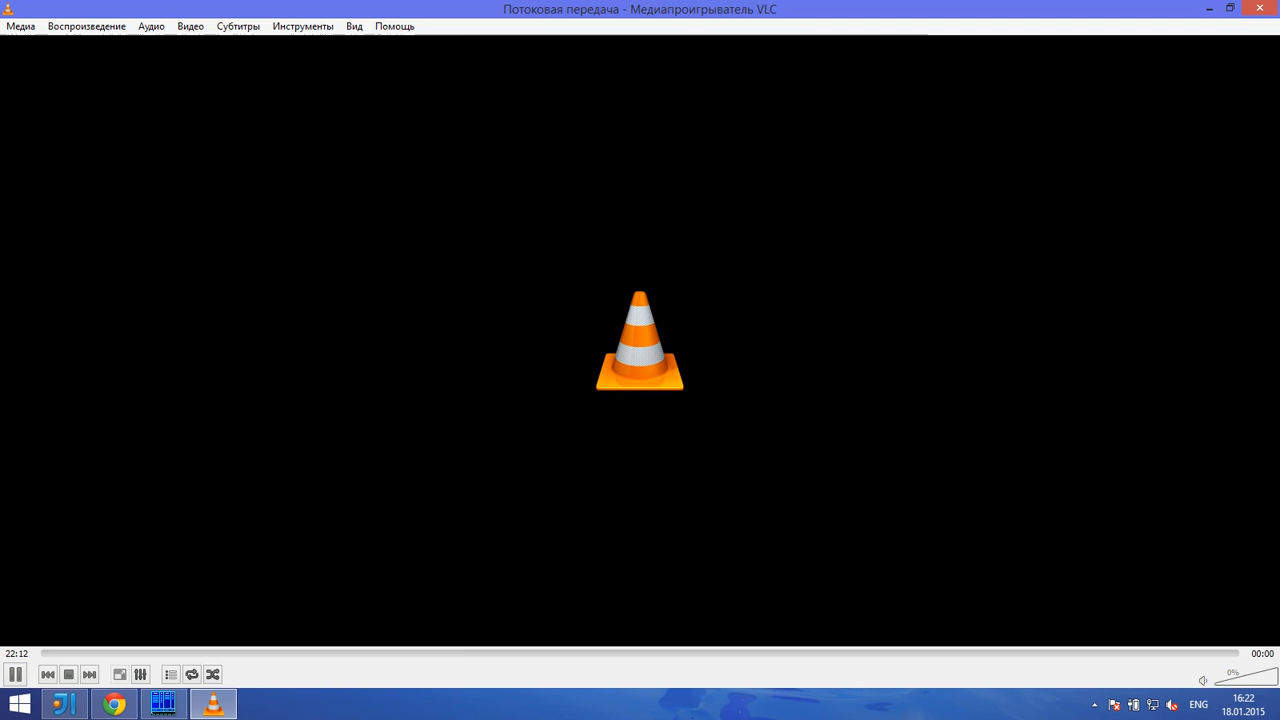 Потоковая передача - Медиапроигрыватель VLC
Медиа Воспроизведение Аудио Видео Субтитры Инструменты Вид Помощь
22:12 00:00
0%
ENG 16:22
18.01.2015